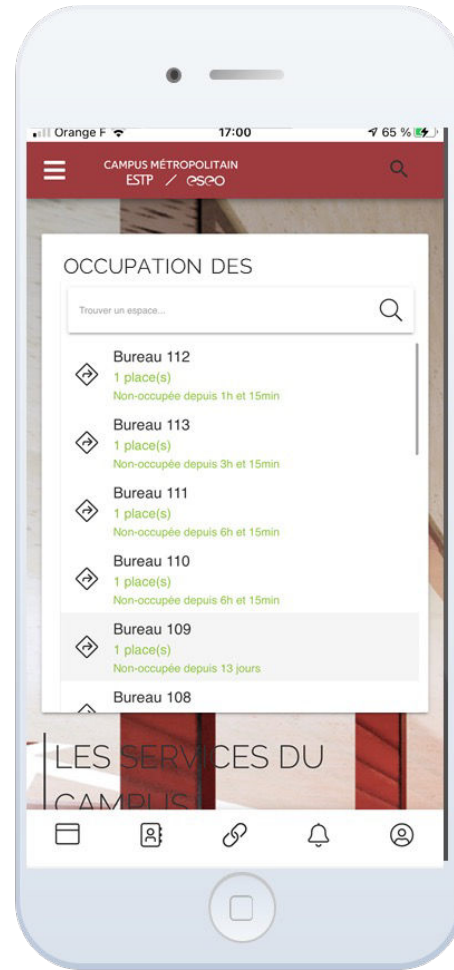 Orange F 17:00 65 %
CAMPUS MÉTROPOLITAIN
ESTP / eseo
OCCUPATION DES
Trouver un espace...
Bureau 112
1 place(s)
Non-occupée depuis 1h et 15min
Bureau 113
1 place(s)
Non-occupée depuis 3h et 15min
Bureau 111
1 place(s)
Non-occupée depuis 6h et 15min
Bureau 110
1 place(s)
Non-occupée depuis 6h et 15min
Bureau 109
1 place(s)
Non-occupée depuis 13 jours
Bureau 108
LES SERVICES DU
CAMPUS